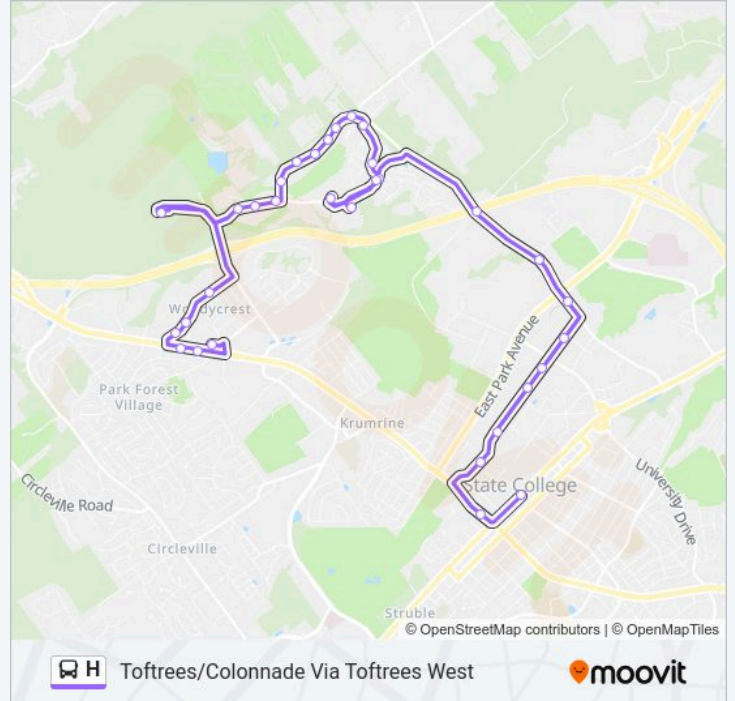 Woodycrest
East Park Avenue
Park Forest
Village
Krumrine
State College
University Drive
Circleville Road
Circleville
Struble
© OpenStreetMap contributors | © OpenMapTiles
H Toftrees/Colonnade Via Toftrees West
moovit